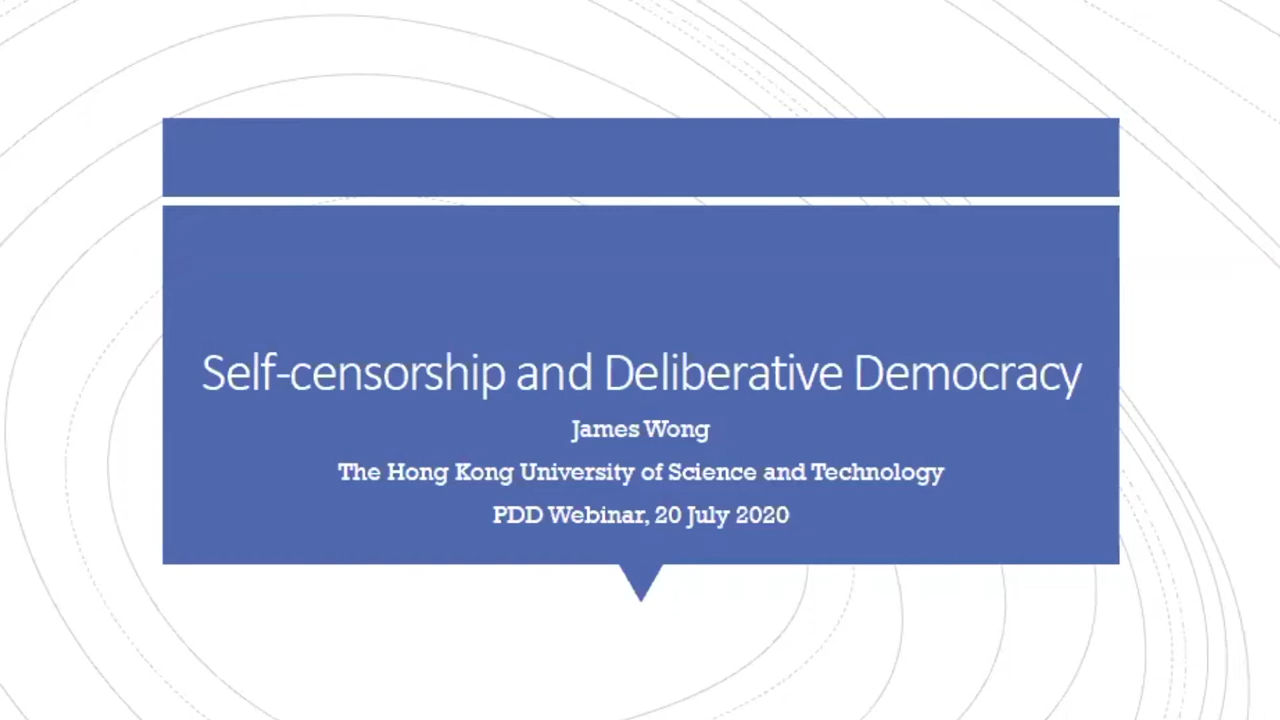 Self-censorship and Deliberative Democracy
James Wong
The Hong Kong University of Science and Technology
PDD Webinar, 20 July 2020